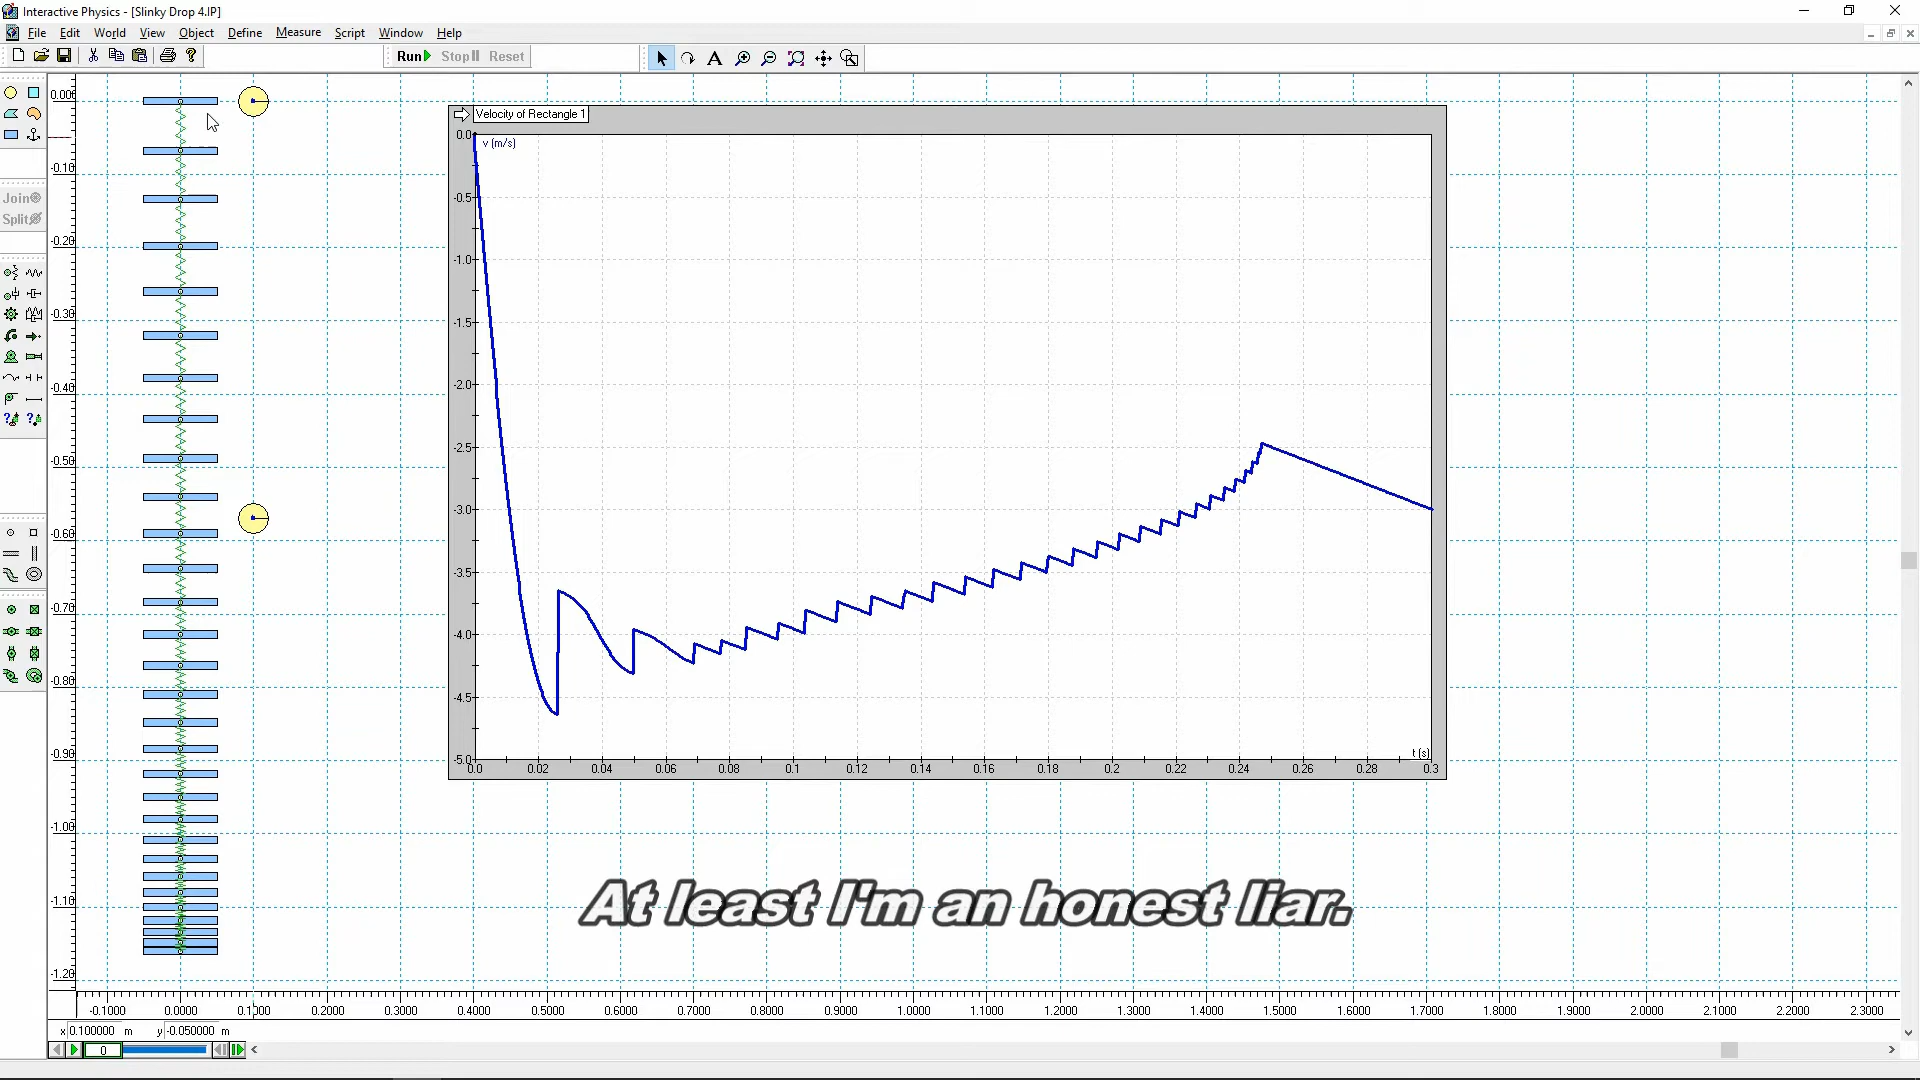 Interactive Physics - [Slinky Drop 4.IP]
File Edit World View Object Define Measure Script Window Help
Run Stop Reset A
Join
Split
0.00
-0.10
-0.20
-0.30
-0.40
-0.50
-0.60
-0.70
-0.80
-0.90
-1.00
-1.10
-1.20
Velocity of Rectangle 1
v (m/s)
0.0
-0.5
-1.0
-1.5
-2.0
-2.5
-3.0
-3.5
-4.0
-4.5
-5.0
t (s)
0.0 0.02 0.04 0.06 0.08 0.1 0.12 0.14 0.16 0.18 0.2 0.22 0.24 0.26 0.28 0.3
At least I'm an honest liar.
-0.1000 0.0000 0.1000 0.2000 0.3000 0.4000 0.5000 0.6000 0.7000 0.8000 0.9000 1.0000 1.1000 1.2000 1.3000 1.4000 1.5000 1.6000 1.7000 1.8000 1.9000 2.0000 2.1000 2.2000 2.3000
x 0.100000 m y -0.050000 m
0